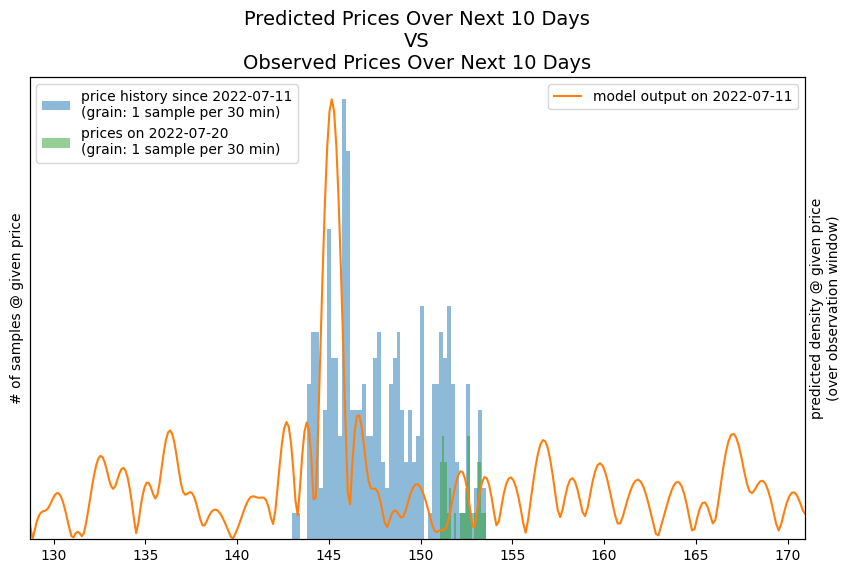 Predicted Prices Over Next 10 Days
VS
Observed Prices Over Next 10 Days
price history since 2022-07-11
(grain: 1 sample per 30 min)
prices on 2022-07-20
(grain: 1 sample per 30 min)
model output on 2022-07-11
# of samples @ given price
predicted density @ given price
(over observation window)
130 135 140 145 150 155 160 165 170